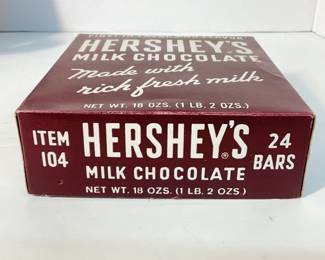 HERSHEY'S
MILK CHOCOLATE
Made with
rich fresh milk
NET WT. 18 OZS. (1 LB. 2 OZS.)
ITEM 104
HERSHEY'S®
24 BARS
MILK CHOCOLATE
NET WT. 18 OZS. (1 LB. 2 OZS.)